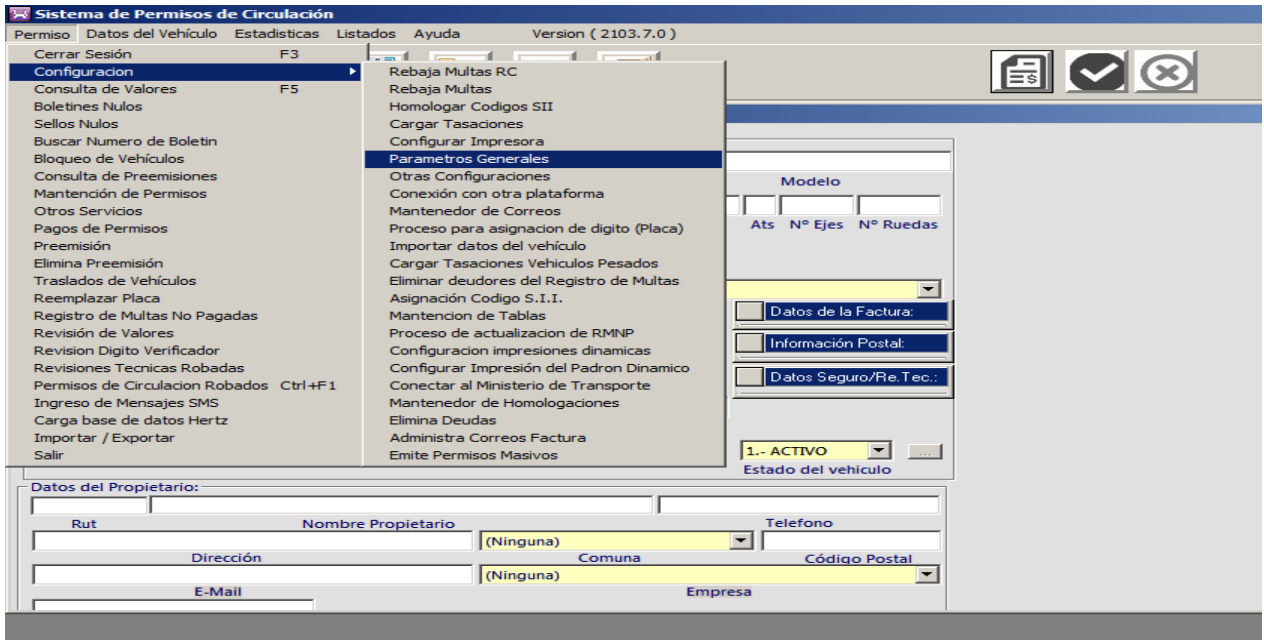 Sistema de Permisos de Circulación
Permiso Datos del Vehículo Estadisticas Listados Ayuda Version ( 2103.7.0 )
Cerrar Sesión F3
Configuracion
Consulta de Valores F5
Boletines Nulos
Sellos Nulos
Buscar Numero de Boletin
Bloqueo de Vehículos
Consulta de Preemisiones
Mantención de Permisos
Otros Servicios
Pagos de Permisos
Preemisión
Elimina Preemisión
Traslados de Vehículos
Reemplazar Placa
Registro de Multas No Pagadas
Revisión de Valores
Revision Digito Verificador
Revisiones Tecnicas Robadas
Permisos de Circulacion Robados Ctrl+F1
Ingreso de Mensajes SMS
Carga base de datos Hertz
Importar / Exportar
Salir
Rebaja Multas RC
Rebaja Multas
Homologar Codigos SII
Cargar Tasaciones
Configurar Impresora
Parametros Generales
Otras Configuraciones
Conexión con otra plataforma
Mantenedor de Correos
Proceso para asignacion de digito (Placa)
Importar datos del vehículo
Cargar Tasaciones Vehiculos Pesados
Eliminar deudores del Registro de Multas
Asignación Codigo S.I.I.
Mantencion de Tablas
Proceso de actualizacion de RMNP
Configuracion impresiones dinamicas
Configurar Impresión del Padron Dinamico
Conectar al Ministerio de Transporte
Mantenedor de Homologaciones
Elimina Deudas
Administra Correos Factura
Emite Permisos Masivos
Modelo
Ats Nº Ejes Nº Ruedas
Datos de la Factura:
Información Postal:
Datos Seguro/Re.Tec.:
1.- ACTIVO ...
Estado del vehiculo
Datos del Propietario:
Rut Nombre Propietario Telefono
(Ninguna)
Dirección Comuna Código Postal
(Ninguna)
E-Mail Empresa